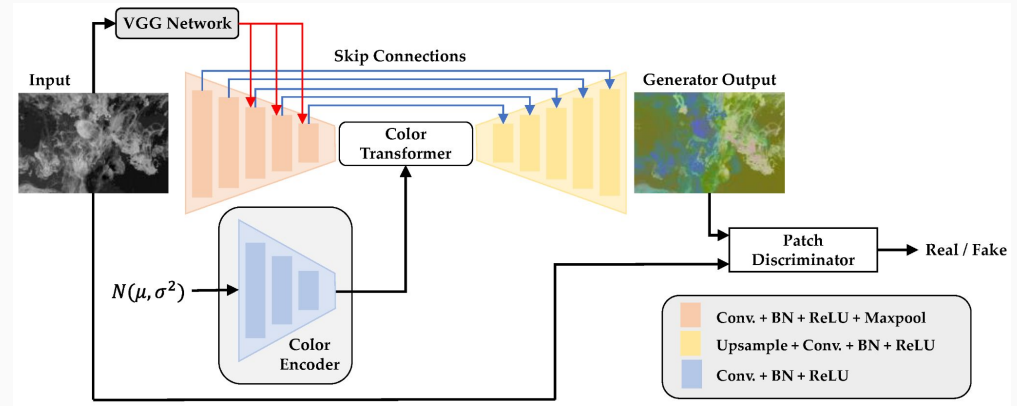 VGG Network
Input
Skip Connections
Generator Output
Color
Transformer
Patch
Discriminator
Real / Fake
N(μ, σ²)
Color
Encoder
Conv. + BN + ReLU + Maxpool
Upsample + Conv. + BN + ReLU
Conv. + BN + ReLU